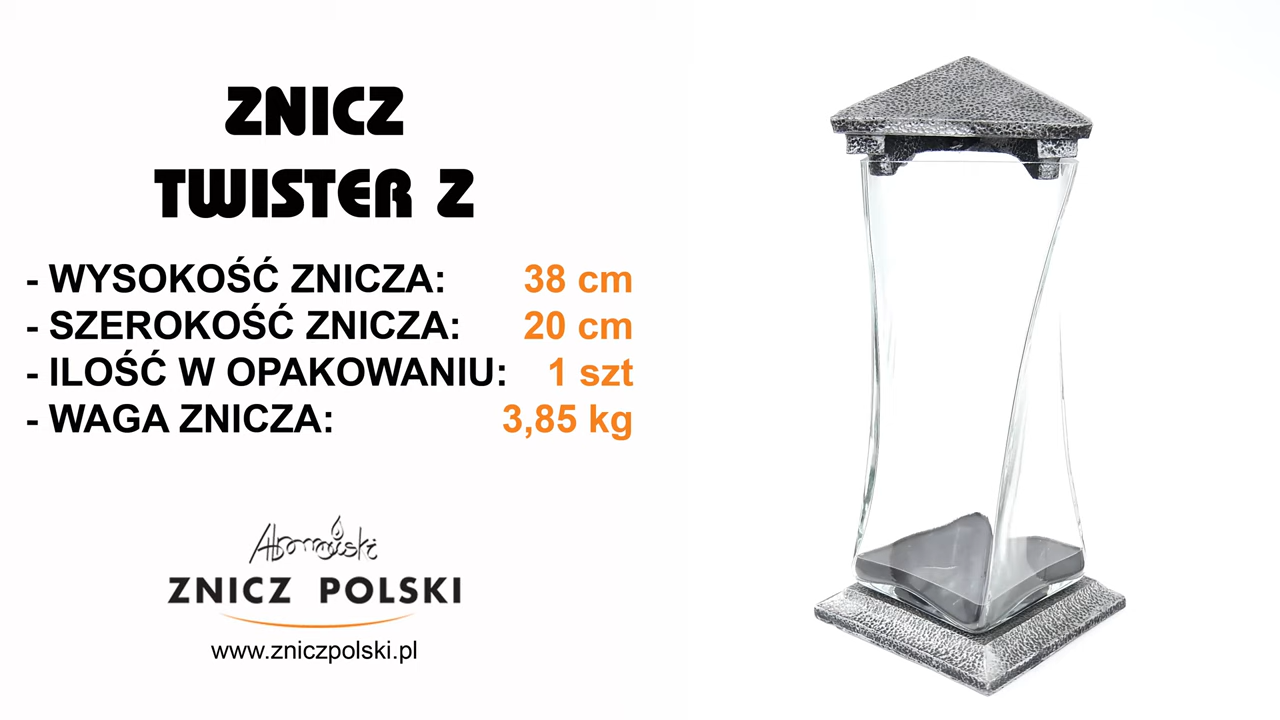 ZNICZ
TWISTER Z
- WYSOKOŚĆ ZNICZA: 38 cm
- SZEROKOŚĆ ZNICZA: 20 cm
- ILOŚĆ W OPAKOWANIU: 1 szt
- WAGA ZNICZA: 3,85 kg
ZNICZ POLSKI
www.zniczpolski.pl